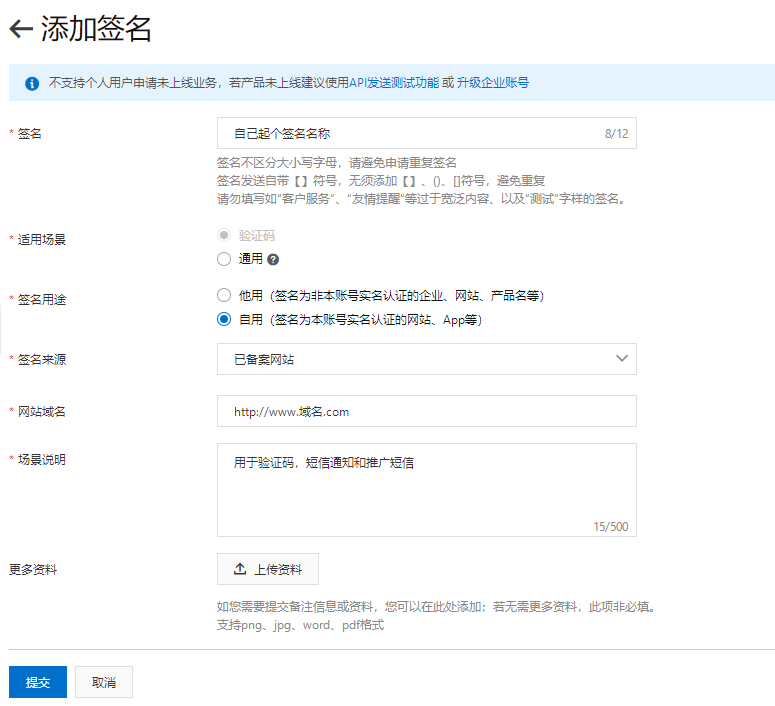 添加签名
不支持个人用户申请未上线业务，若产品未上线建议使用API发送测试功能 或 升级企业账号
* 签名
自己起个签名名称
8/12
签名不区分大小写字母，请避免申请重复签名
签名发送自带【】符号，无须添加【】、()、[]符号，避免重复
请勿填写如“客户服务”、“友情提醒”等过于宽泛内容、以及“测试”字样的签名。
* 适用场景
验证码
通用
* 签名用途
他用（签名为非本账号实名认证的企业、网站、产品名等）
自用（签名为本账号实名认证的网站、App等）
* 签名来源
已备案网站
* 网站域名
http://www.域名.com
* 场景说明
用于验证码，短信通知和推广短信
15/500
更多资料
上传资料
如您需要提交备注信息或资料，您可以在此处添加；若无需更多资料，此项非必填。
支持png、jpg、word、pdf格式
提交
取消